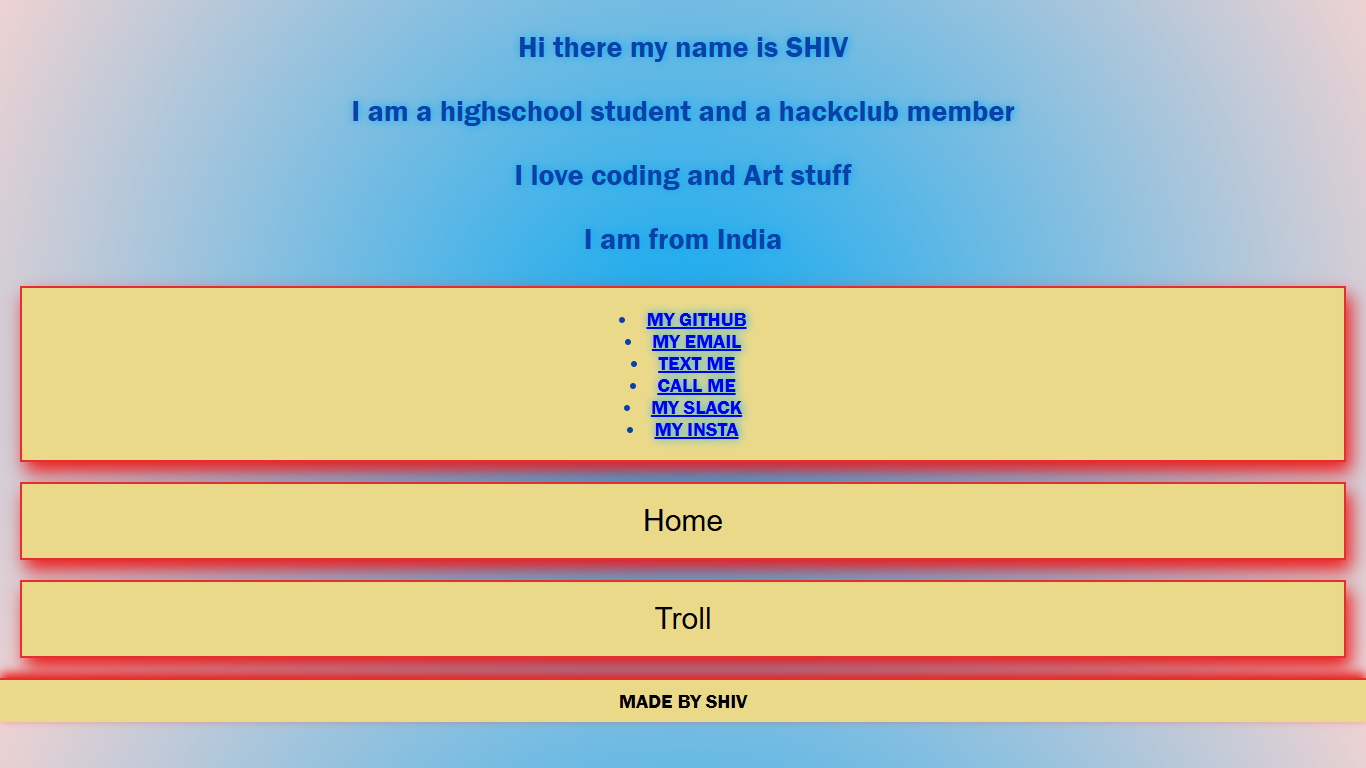 Hi there my name is SHIV
I am a highschool student and a hackclub member
I love coding and Art stuff
I am from India
MY GITHUB
MY EMAIL
TEXT ME
CALL ME
MY SLACK
MY INSTA
Home
Troll
MADE BY SHIV